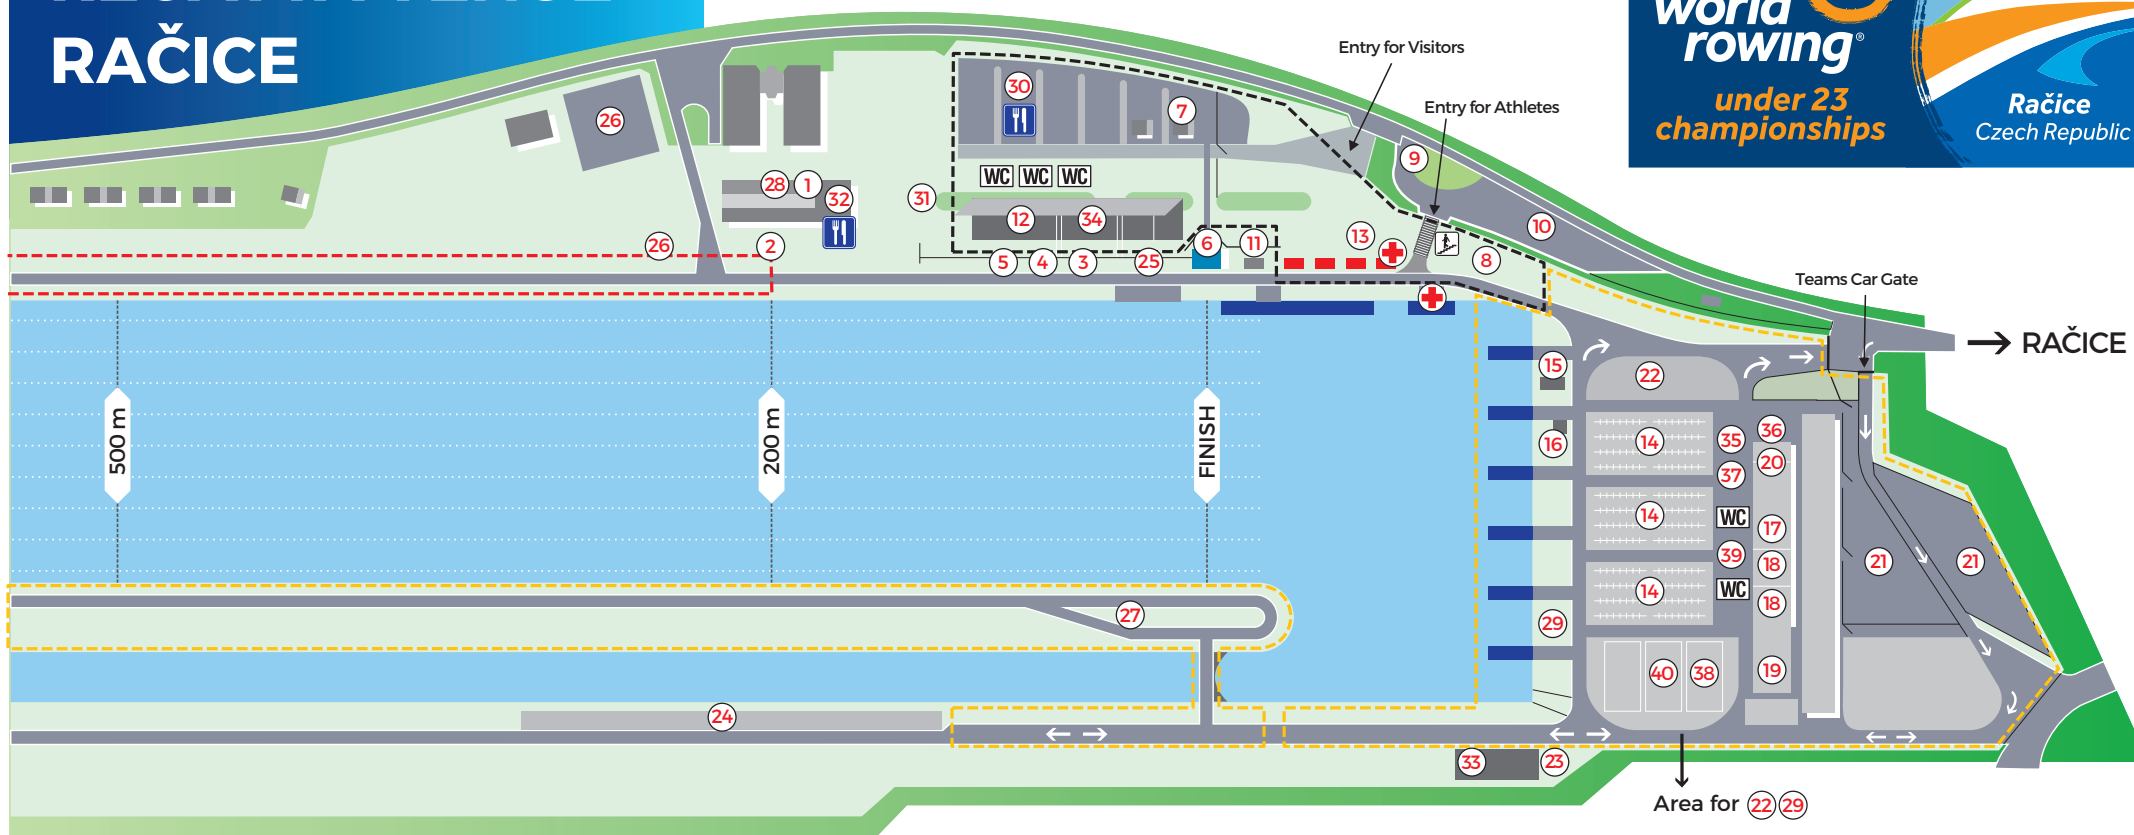 RAČICE
world
rowing®
under 23
championships
Račice
Czech Republic
Entry for Visitors
Entry for Athletes
Teams Car Gate
→ RAČICE
30
7
26
9
28
1
32
31
WC WC WC
12
34
10
26
2
5
4
3
25
6
11
13
8
15
22
16
14
35
36
37
20
14
WC
17
39
18
21
21
14
WC
18
27
29
40
38
19
24
33
23
500 m
200 m
FINISH
Area for 22 29